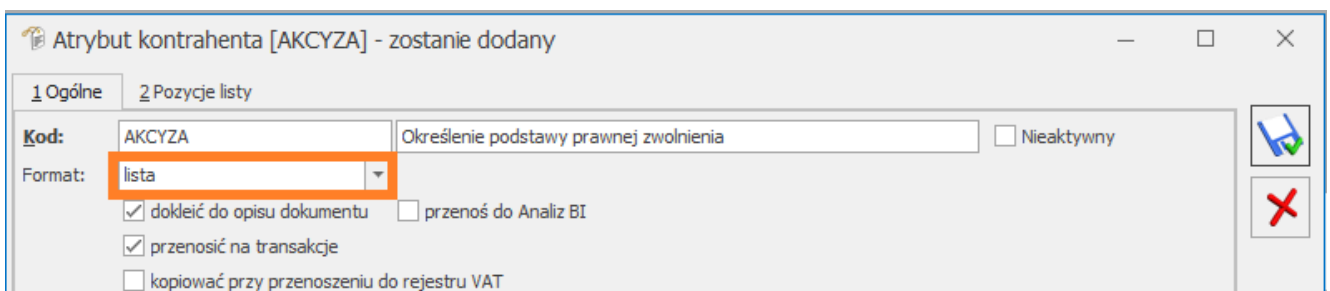 Atrybut kontrahenta [AKCYZA] - zostanie dodany
1 Ogólne 2 Pozycje listy
Kod: AKCYZA Określenie podstawy prawnej zwolnienia Nieaktywny
Format: lista
dokleić do opisu dokumentu przenoś do Analiz BI
przenosić na transakcje
kopiować przy przenoszeniu do rejestru VAT